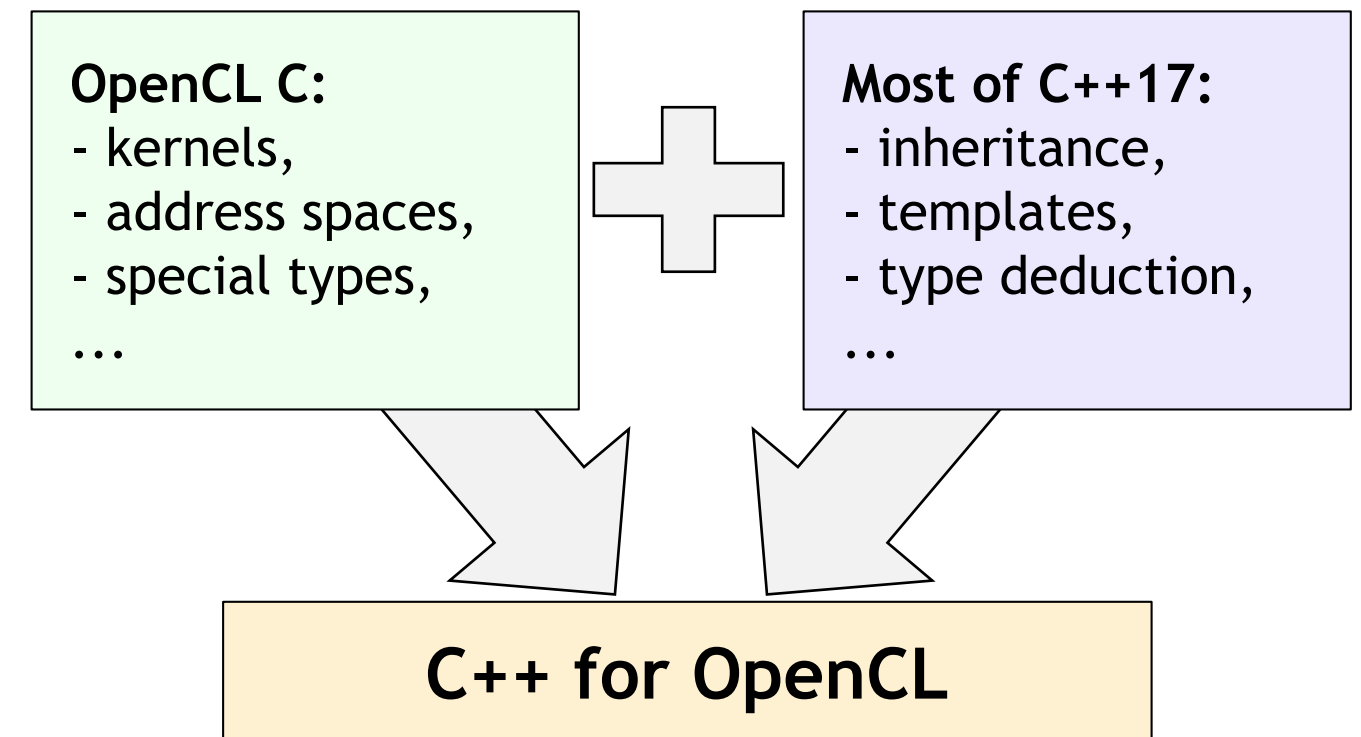 OpenCL C:
- kernels,
- address spaces,
- special types,
...
Most of C++17:
- inheritance,
- templates,
- type deduction,
...
C++ for OpenCL